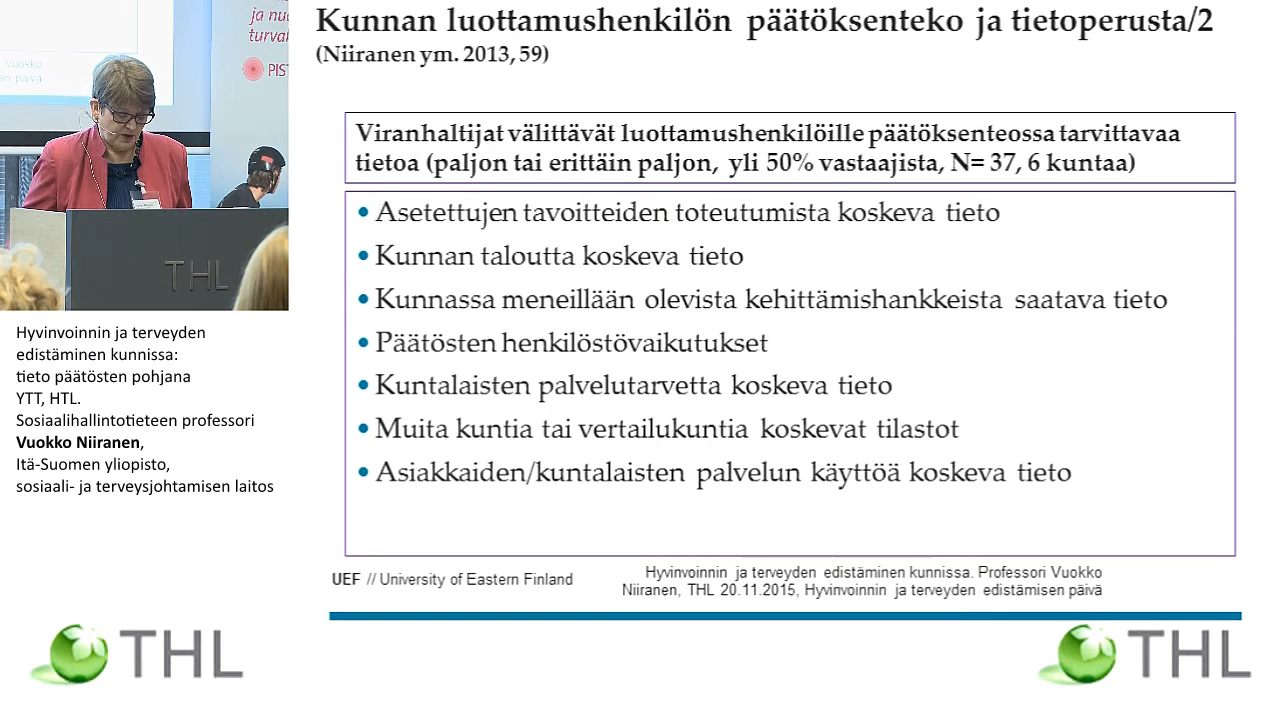 ja nu
turval
PIST
Vuokko
en päivä
THL
Hyvinvoinnin ja terveyden
edistäminen kunnissa:
tieto päätösten pohjana
YTT, HTL.
Sosiaalihallintotieteen professori
Vuokko Niiranen,
Itä-Suomen yliopisto,
sosiaali- ja terveysjohtamisen laitos
Kunnan luottamushenkilön päätöksenteko ja tietoperusta/2
(Niiranen ym. 2013, 59)
Viranhaltijat välittävät luottamushenkilöille päätöksenteossa tarvittavaa
tietoa (paljon tai erittäin paljon, yli 50% vastaajista, N= 37, 6 kuntaa)
• Asetettujen tavoitteiden toteutumista koskeva tieto
• Kunnan taloutta koskeva tieto
• Kunnassa meneillään olevista kehittämishankkeista saatava tieto
• Päätösten henkilöstövaikutukset
• Kuntalaisten palvelutarvetta koskeva tieto
• Muita kuntia tai vertailukuntia koskevat tilastot
• Asiakkaiden/kuntalaisten palvelun käyttöä koskeva tieto
UEF // University of Eastern Finland
Hyvinvoinnin ja terveyden edistäminen kunnissa. Professori Vuokko
Niiranen, THL 20.11.2015, Hyvinvoinnin ja terveyden edistämisen päivä
THL
THL